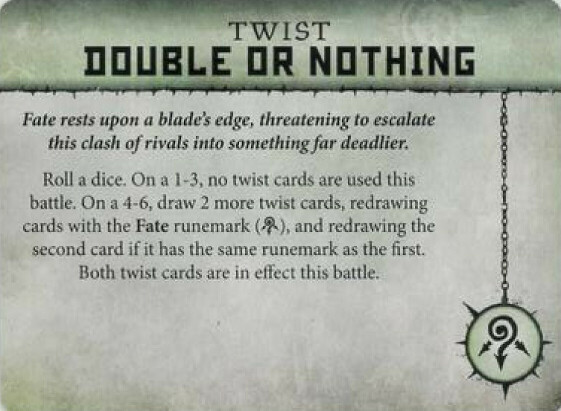 TWIST
DOUBLE OR NOTHING
Fate rests upon a blade's edge, threatening to escalate
this clash of rivals into something far deadlier.
Roll a dice. On a 1-3, no twist cards are used this
battle. On a 4-6, draw 2 more twist cards, redrawing
cards with the Fate runemark (), and redrawing the
second card if it has the same runemark as the first.
Both twist cards are in effect this battle.